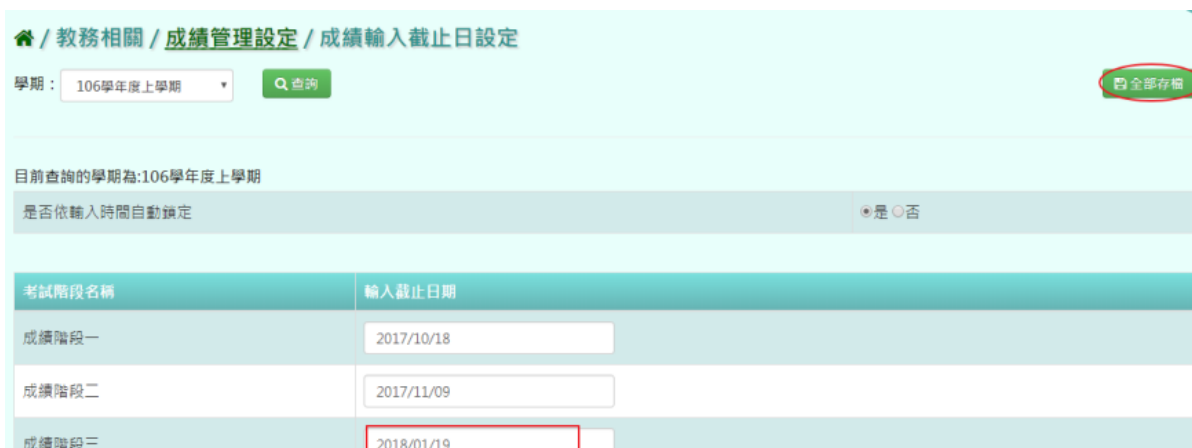 / 教務相關 / 成績管理設定 / 成績輸入截止日設定
學期： 106學年度上學期 查詢 全部存檔
目前查詢的學期為:106學年度上學期
是否依輸入時間自動鎖定 是 否
考試階段名稱 輸入截止日期
成績階段一 2017/10/18
成績階段二 2017/11/09
成績階段三 2018/01/19